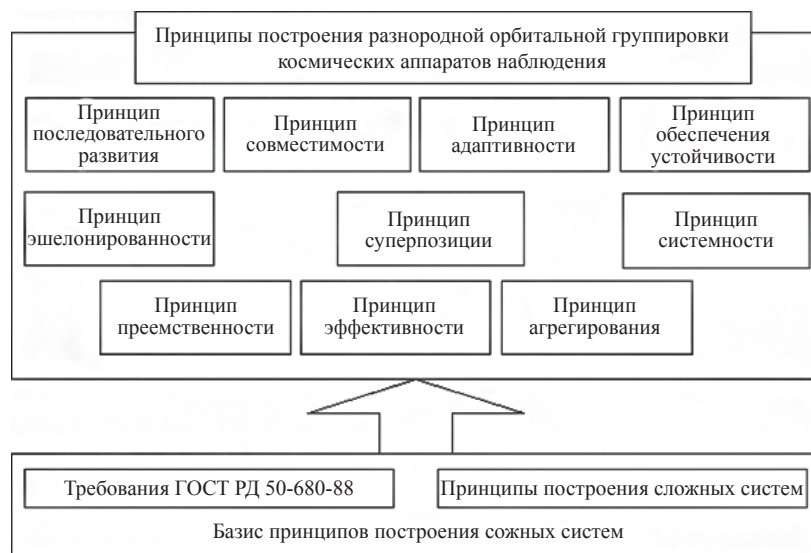 Принципы построения разнородной орбитальной группировки
космических аппаратов наблюдения
Принцип
последовательного
развития
Принцип
совместимости
Принцип
адаптивности
Принцип
обеспечения
устойчивости
Принцип
эшелонированности
Принцип
суперпозиции
Принцип
системности
Принцип
преемственности
Принцип
эффективности
Принцип
агрегирования
Требования ГОСТ РД 50-680-88
Принципы построения сложных систем
Базис принципов построения сожных систем